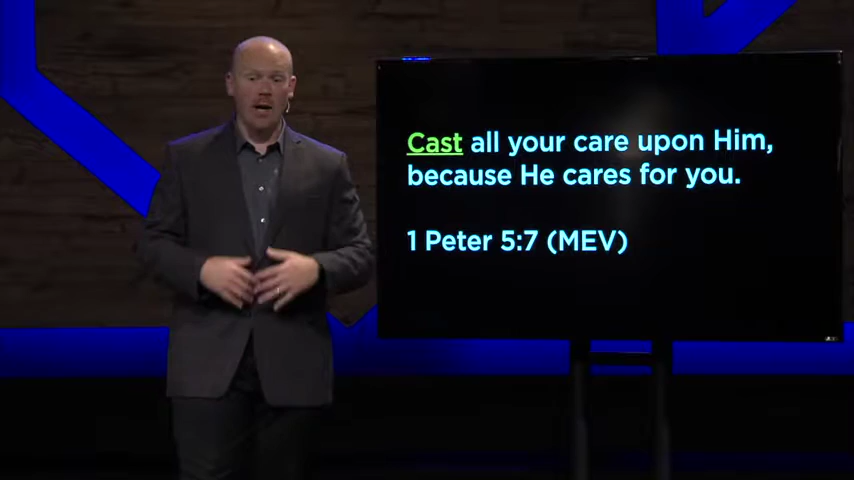 Cast all your care upon Him,
because He cares for you.
1 Peter 5:7 (MEV)